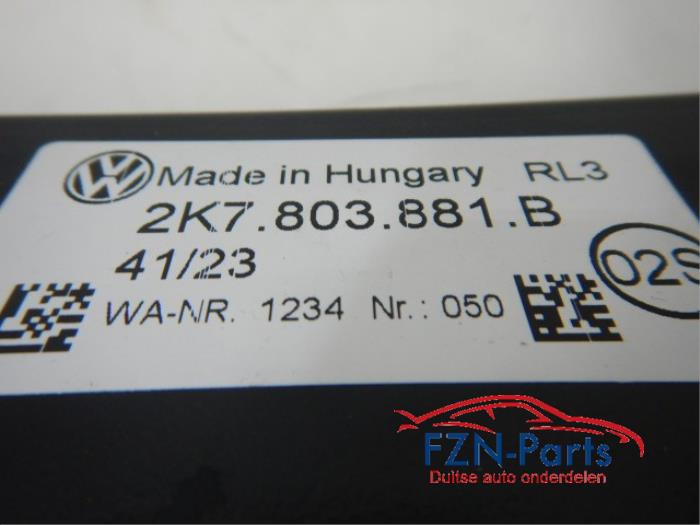 Made in Hungary RL3
2K7.803.881.B
41/23
02S
WA-NR. 1234 Nr.: 050
FZN-Parts
Duitse auto onderdelen